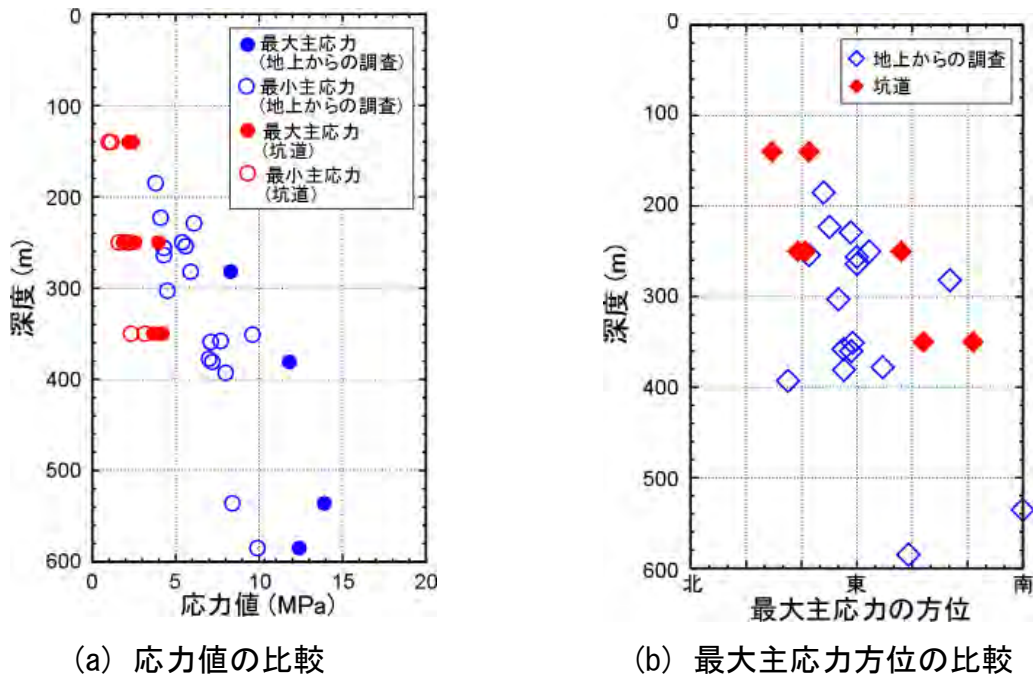 0
100
200
300
400
500
600
深度 (m)
最大主応力
(地上からの調査)
最小主応力
(地上からの調査)
最大主応力
(坑道)
最小主応力
(坑道)
0 5 10 15 20
応力値 (MPa)
(a) 応力値の比較
0
100
200
300
400
500
600
深度 (m)
地上からの調査
坑道
北 東 南
最大主応力の方位
(b) 最大主応力方位の比較